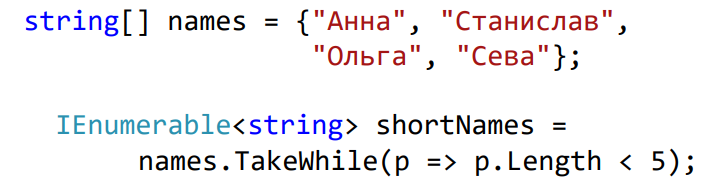 string[] names = {"Анна", "Станислав",
"Ольга", "Сева"};
IEnumerable<string> shortNames =
names.TakeWhile(p => p.Length < 5);